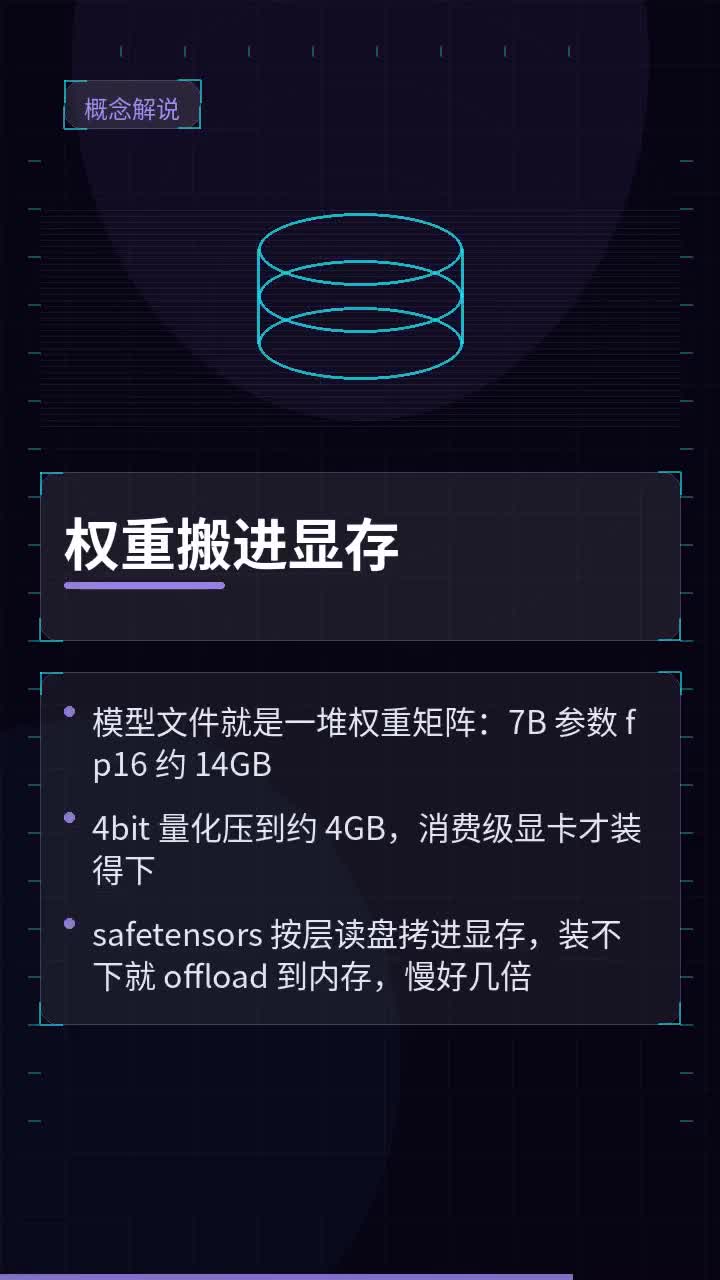 概念解说
权重搬进显存
模型文件就是一堆权重矩阵：7B 参数 f
p16 约 14GB
4bit 量化压到约 4GB，消费级显卡才装
得下
safetensors 按层读盘拷进显存，装不
下就 offload 到内存，慢好几倍